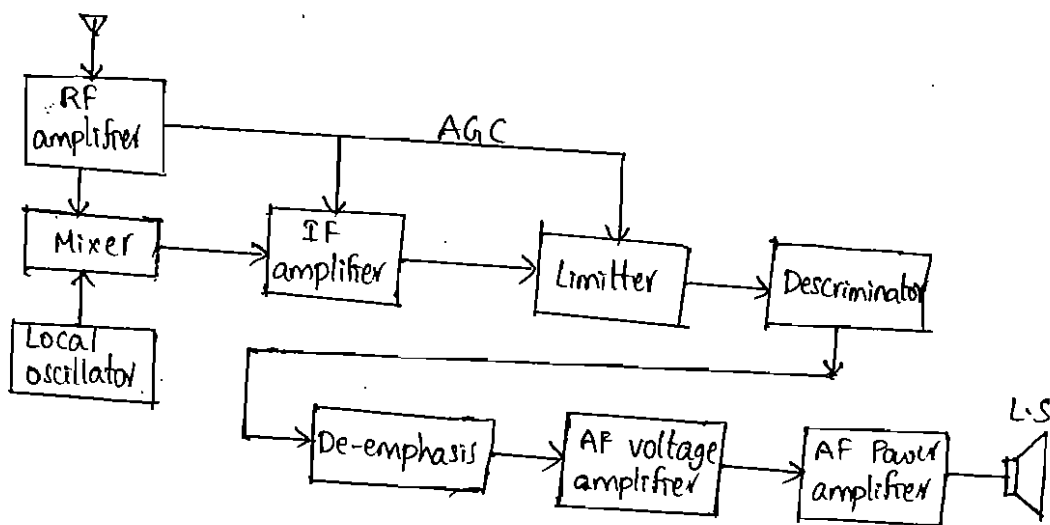 RF
amplifier
AGC
Mixer
IF
amplifier
Limitter
Descriminator
Local
oscillator
De-emphasis
AF voltage
amplifier
AF Power
amplifier
L.S